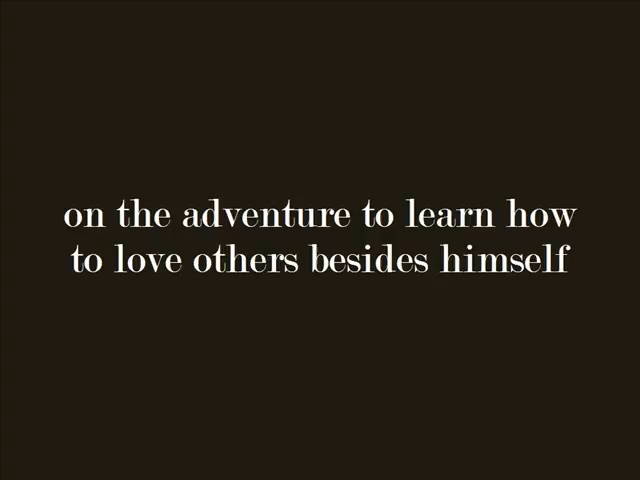 on the adventure to learn how
to love others besides himself